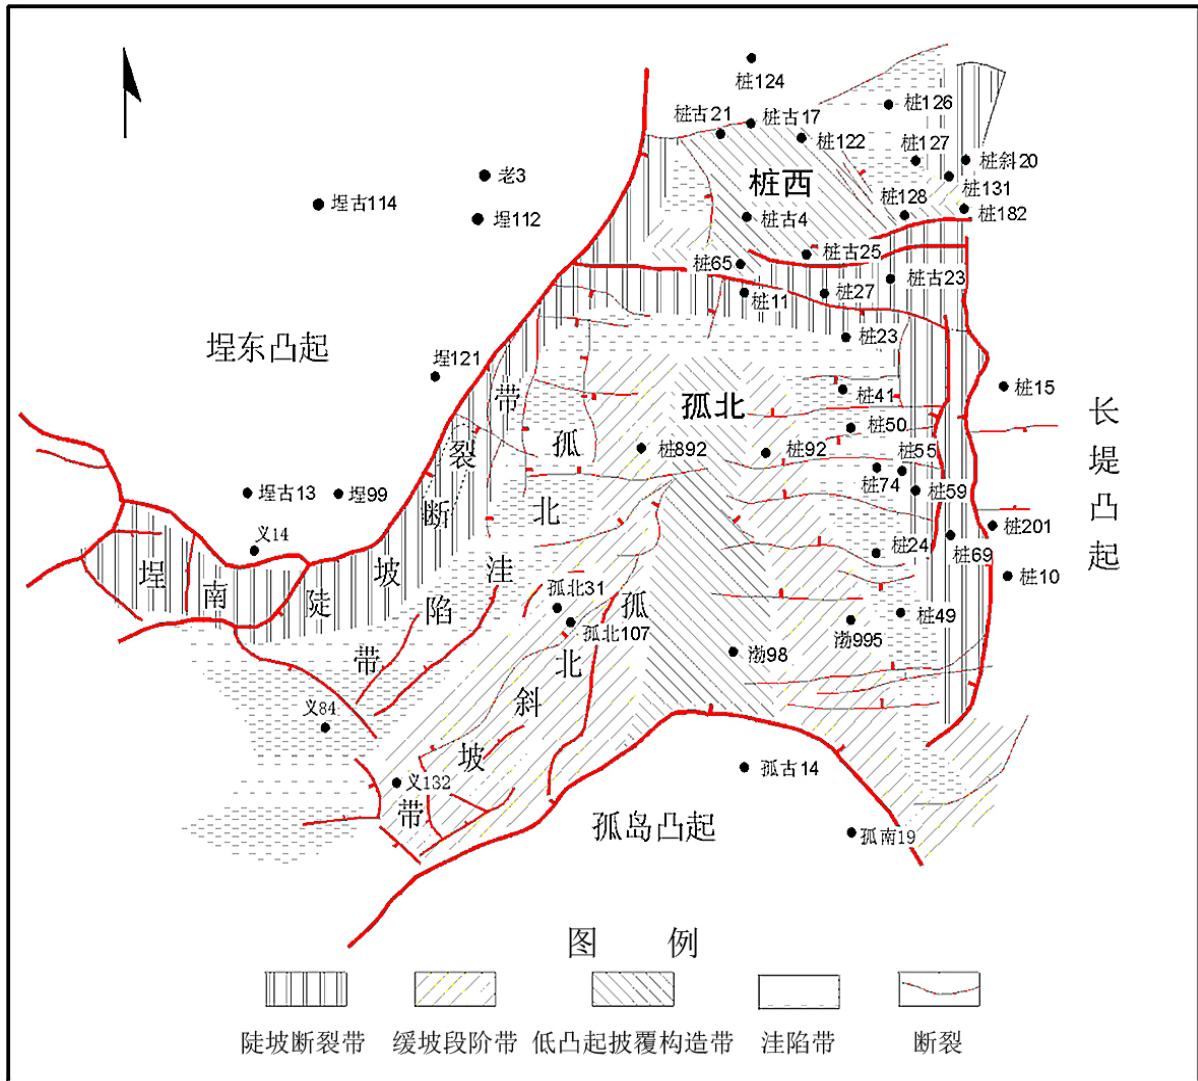 桩124
桩126
桩古21
桩古17
桩122
桩127
桩斜20
老3
桩西
桩131
埕古114
埕112
桩古4
桩128
桩182
桩65
桩古25
桩古23
桩11
桩27
桩23
埕东凸起
埕121
桩41
桩15
孤北
桩50
长堤凸起
桩892
桩92
桩55
桩74
桩59
埕古13
埕99
桩201
义14
桩24
桩69
桩10
埕南陡坡断裂带
孤北洼陷带
孤北31
孤北107
孤北斜坡带
桩49
渤995
渤98
义84
义132
孤古14
孤岛凸起
孤南19
图 例
陡坡断裂带 缓坡段阶带 低凸起披覆构造带 洼陷带 断裂